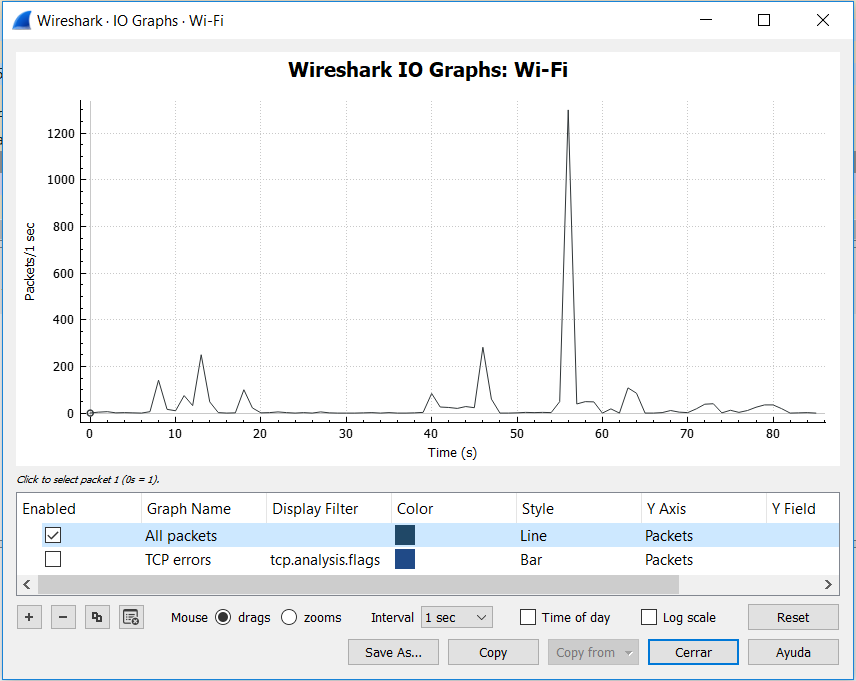 Wireshark · IO Graphs · Wi-Fi
Wireshark IO Graphs: Wi-Fi
1200
1000
800
600
400
200
0
Packets/1 sec
0 10 20 30 40 50 60 70 80
Time (s)
Click to select packet 1 (0s = 1).
Enabled Graph Name Display Filter Color Style Y Axis Y Field
All packets Line Packets
TCP errors tcp.analysis.flags Bar Packets
Mouse drags zooms Interval 1 sec Time of day Log scale Reset
Save As... Copy Copy from Cerrar Ayuda